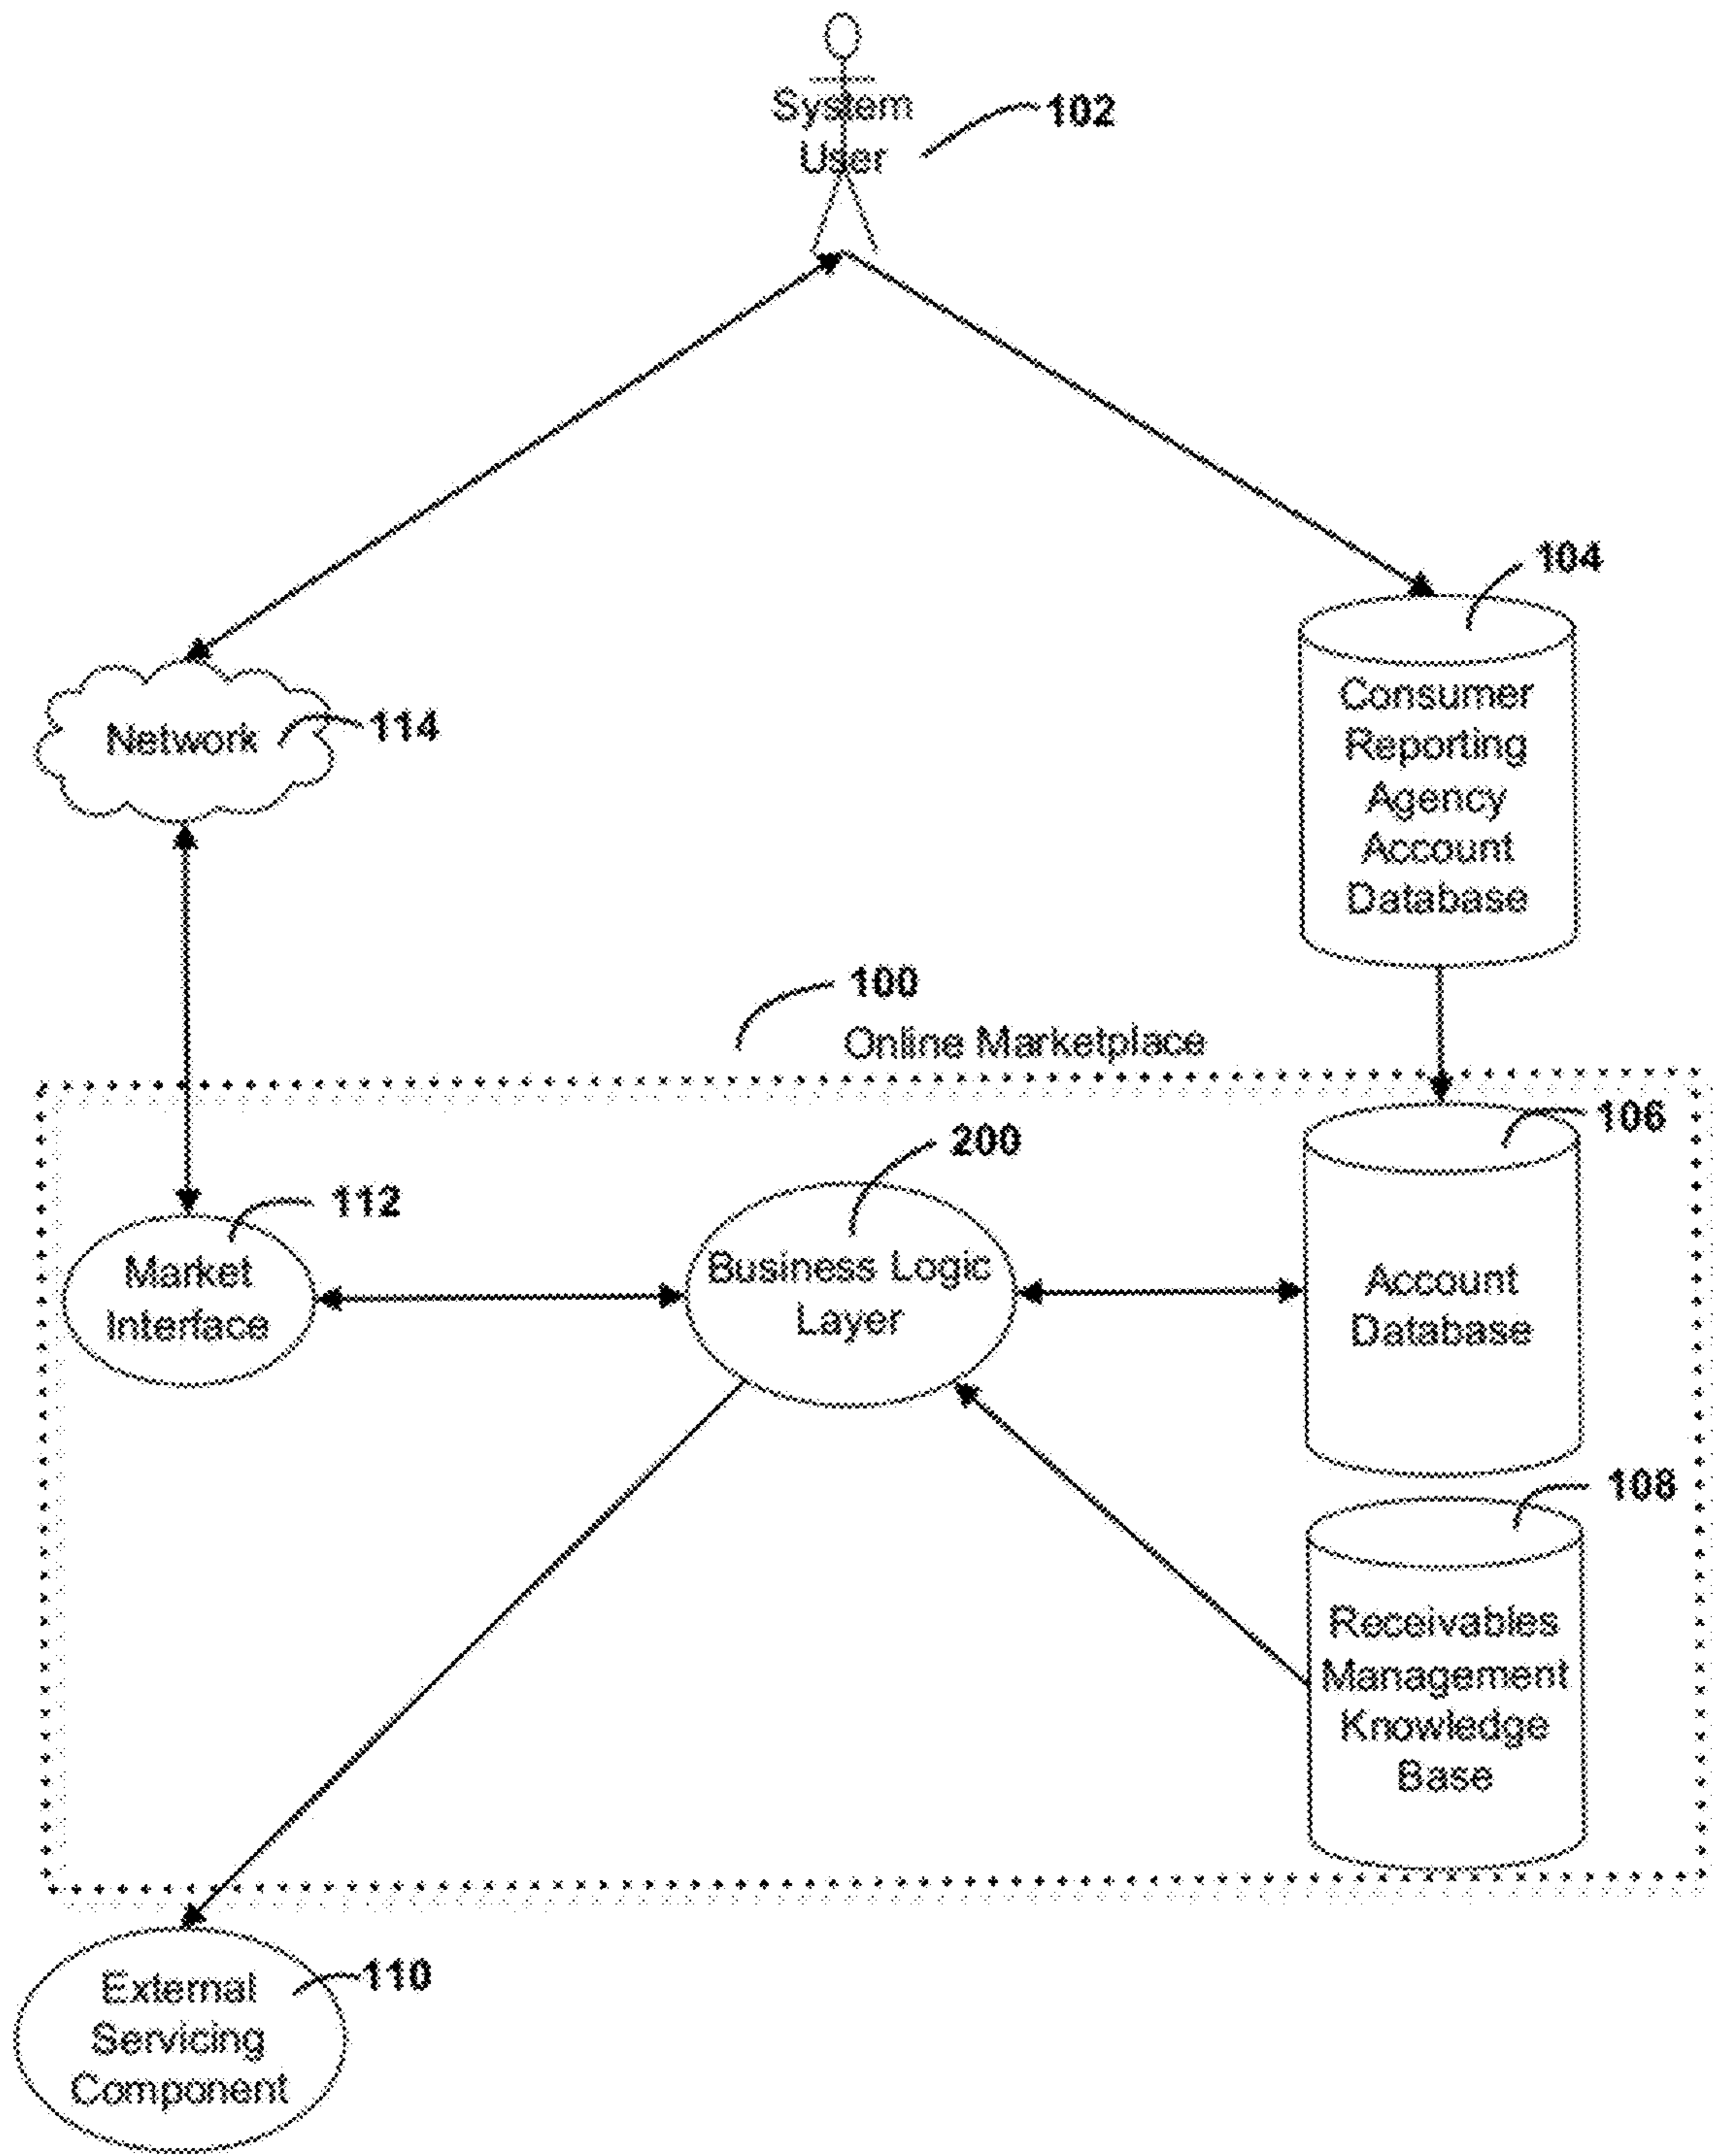 System
User
102
104
Consumer
Reporting
Agency
Account
Database
Network
114
100
Online Marketplace
106
200
112
Market
Interface
Business Logic
Layer
Account
Database
108
Receivables
Management
Knowledge
Base
110
External
Servicing
Component